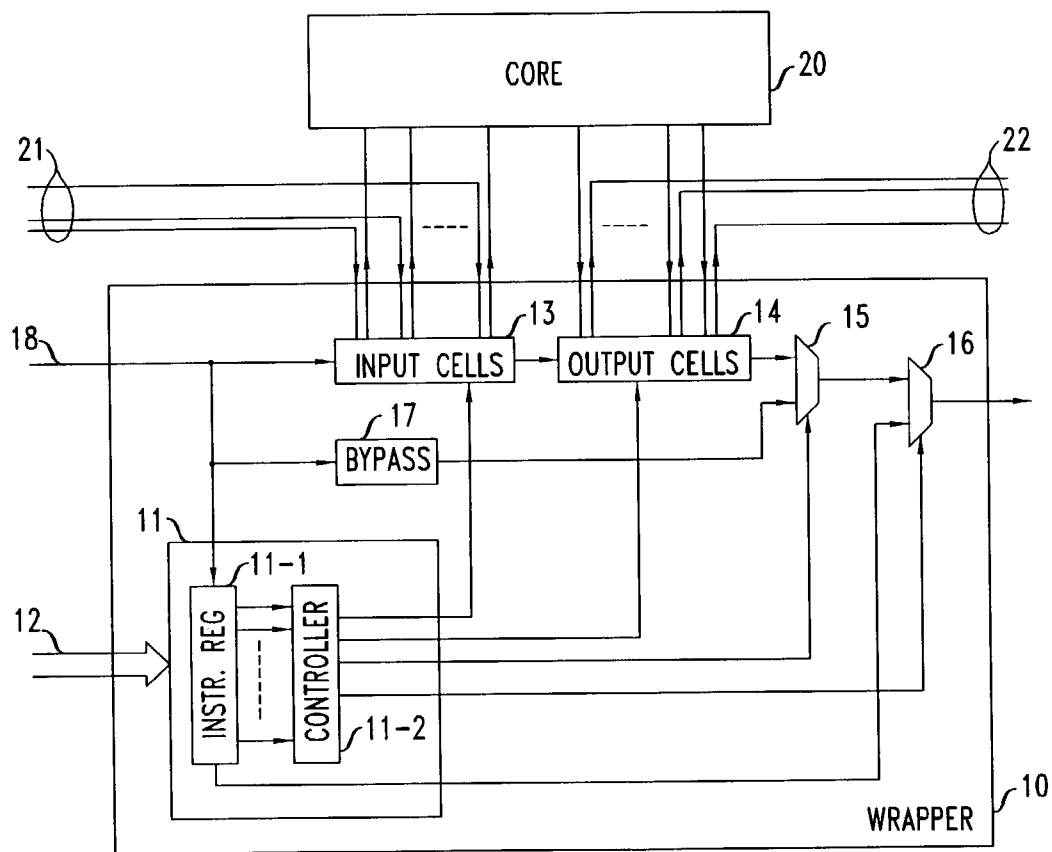 CORE
20
21
22
13
14
15
16
18
INPUT CELLS
OUTPUT CELLS
17
BYPASS
11
11-1
12
INSTR. REG
CONTROLLER
11-2
10
WRAPPER